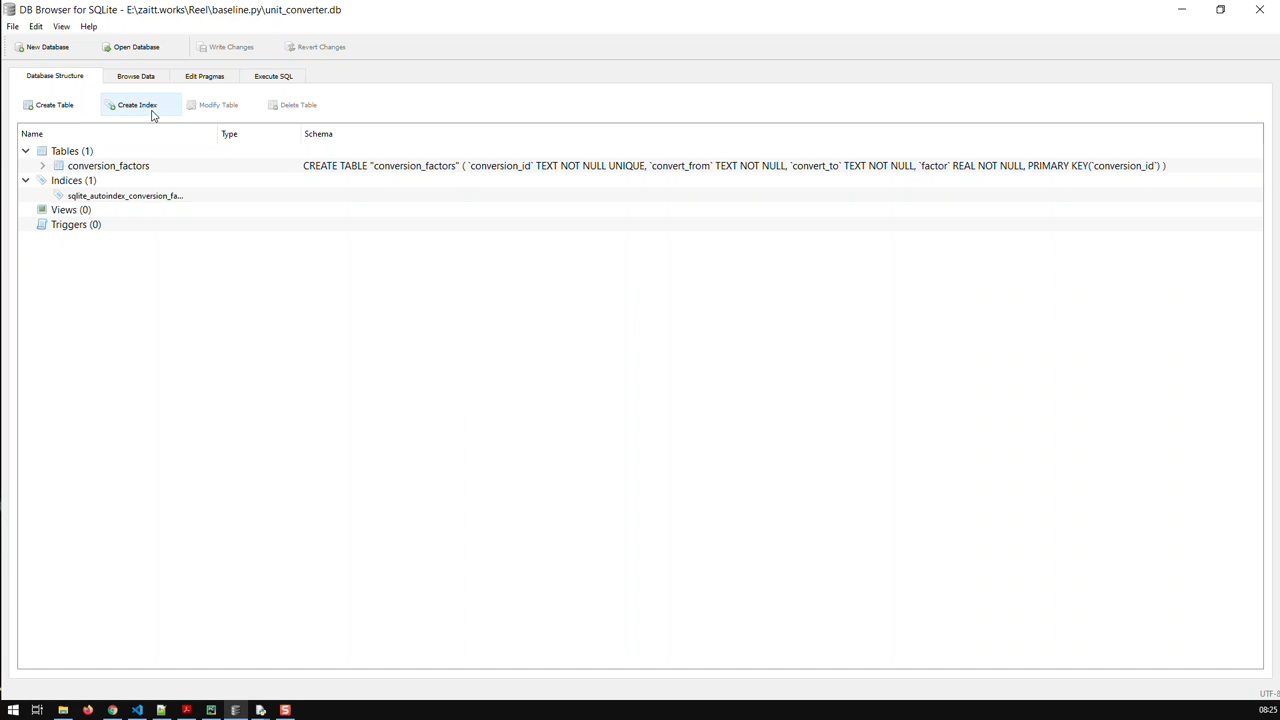 DB Browser for SQLite - E:\zaitt.works\Reel\baseline.py\unit_converter.db
File Edit View Help
New Database Open Database Write Changes Revert Changes
Database Structure Browse Data Edit Pragmas Execute SQL
Create Table Create Index Modify Table Delete Table
Name Type Schema
Tables (1)
conversion_factors CREATE TABLE "conversion_factors" ( `conversion_id` TEXT NOT NULL UNIQUE, `convert_from` TEXT NOT NULL, `convert_to` TEXT NOT NULL, `factor` REAL NOT NULL, PRIMARY KEY(`conversion_id`) )
Indices (1)
sqlite_autoindex_conversion_fa...
Views (0)
Triggers (0)
UTF-8
08:25